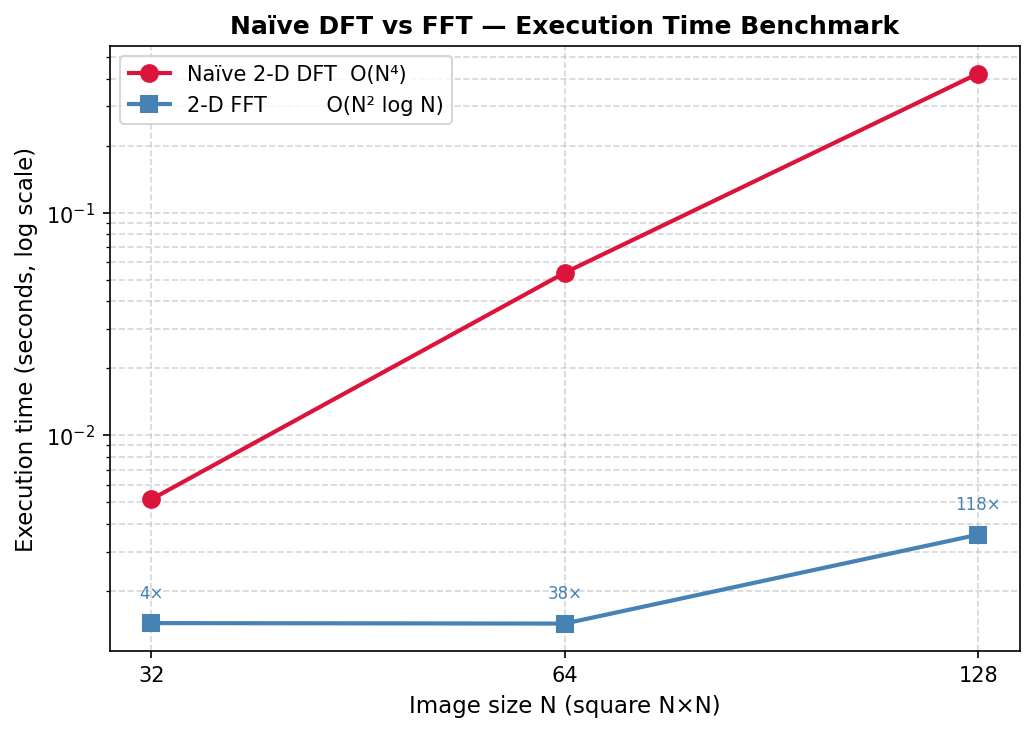 Naïve DFT vs FFT — Execution Time Benchmark
Naïve 2-D DFT O(N⁴)
2-D FFT O(N² log N)
Execution time (seconds, log scale)
10⁻¹
10⁻²
4×
38×
118×
32
64
128
Image size N (square N×N)